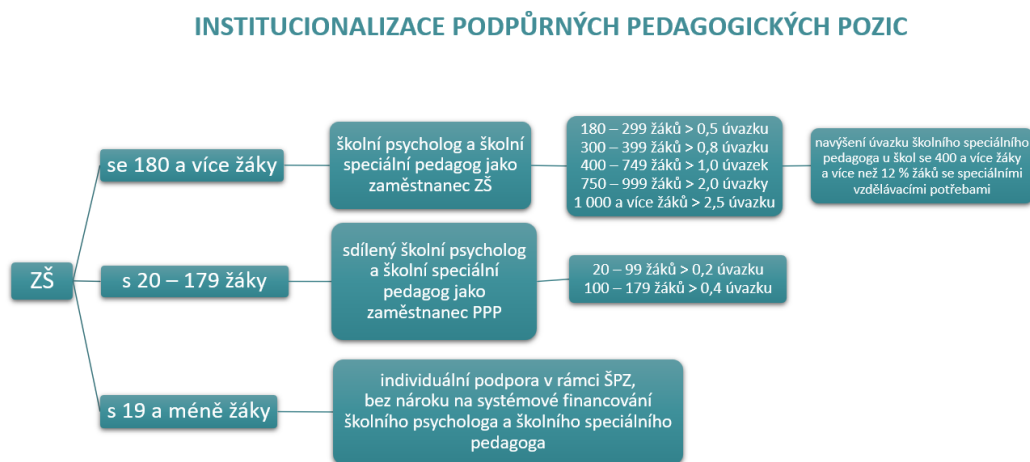 INSTITUCIONALIZACE PODPŮRNÝCH PEDAGOGICKÝCH POZIC
ZŠ
se 180 a více žáky
školní psycholog a školní
speciální pedagog jako
zaměstnanec ZŠ
180 – 299 žáků > 0,5 úvazku
300 – 399 žáků > 0,8 úvazku
400 – 749 žáků > 1,0 úvazek
750 – 999 žáků > 2,0 úvazky
1 000 a více žáků > 2,5 úvazku
navýšení úvazku školního speciálního
pedagoga u škol se 400 a více žáky
a více než 12 % žáků se speciálními
vzdělávacími potřebami
s 20 – 179 žáky
sdílený školní psycholog
a školní speciální
pedagog jako
zaměstnanec PPP
20 – 99 žáků > 0,2 úvazku
100 – 179 žáků > 0,4 úvazku
s 19 a méně žáky
individuální podpora v rámci ŠPZ,
bez nároku na systémové financování
školního psychologa a školního speciálního
pedagoga